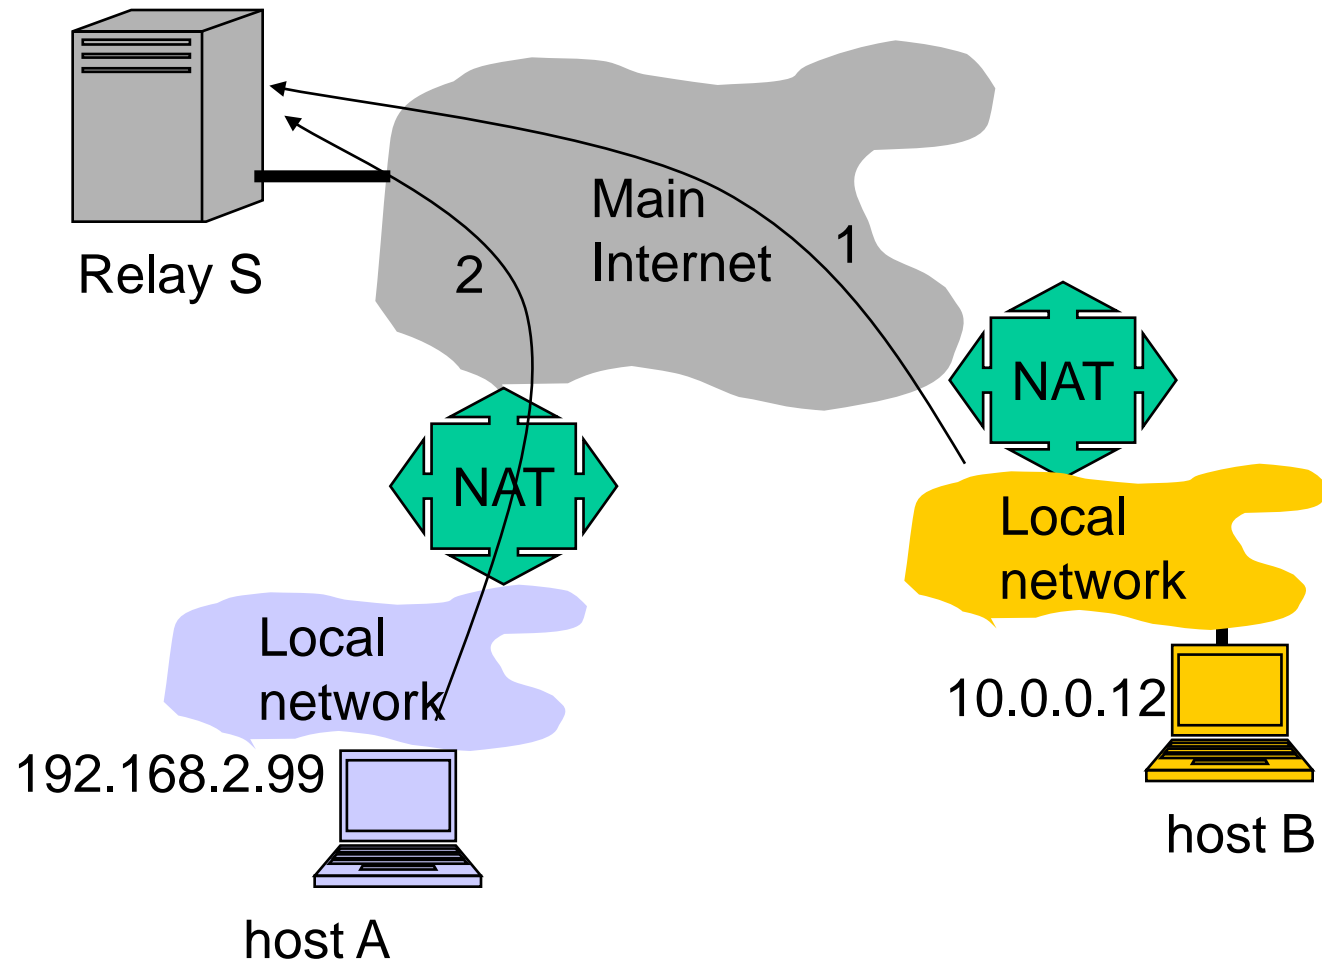 Main
Internet
1
2
Relay S
NAT
NAT
Local
network
Local
network
10.0.0.12
192.168.2.99
host B
host A